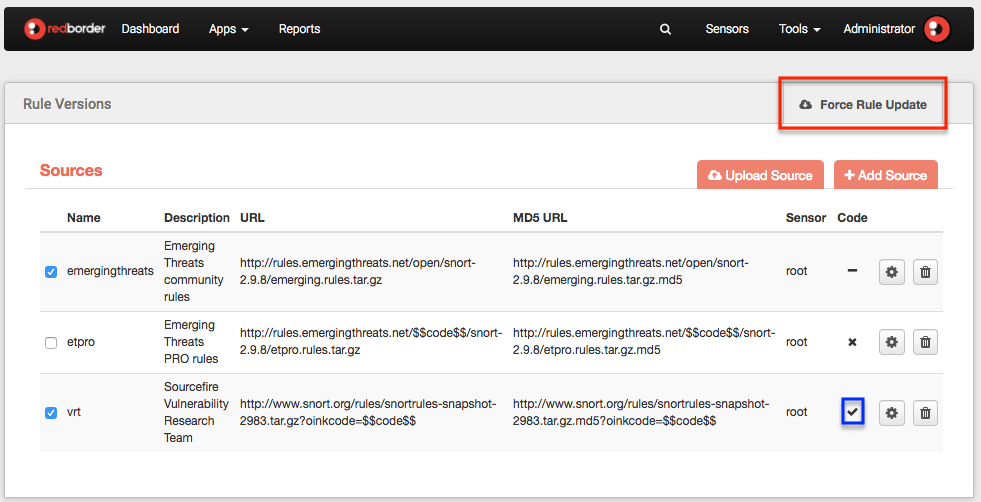 redborder Dashboard Apps Reports Sensors Tools Administrator
Rule Versions Force Rule Update
Sources Upload Source + Add Source
Name Description URL MD5 URL Sensor Code
emergingthreats
Emerging
Threats
community
rules
http://rules.emergingthreats.net/open/snort-
2.9.8/emerging.rules.tar.gz
http://rules.emergingthreats.net/open/snort-
2.9.8/emerging.rules.tar.gz.md5
root
etpro
Emerging
Threats
PRO rules
http://rules.emergingthreats.net/$$code$$/snort-
2.9.8/etpro.rules.tar.gz
http://rules.emergingthreats.net/$$code$$/snort-
2.9.8/etpro.rules.tar.gz.md5
root
vrt
Sourcefire
Vulnerability
Research
Team
http://www.snort.org/rules/snortrules-snapshot-
2983.tar.gz?oinkcode=$$code$$
http://www.snort.org/rules/snortrules-snapshot-
2983.tar.gz.md5?oinkcode=$$code$$
root